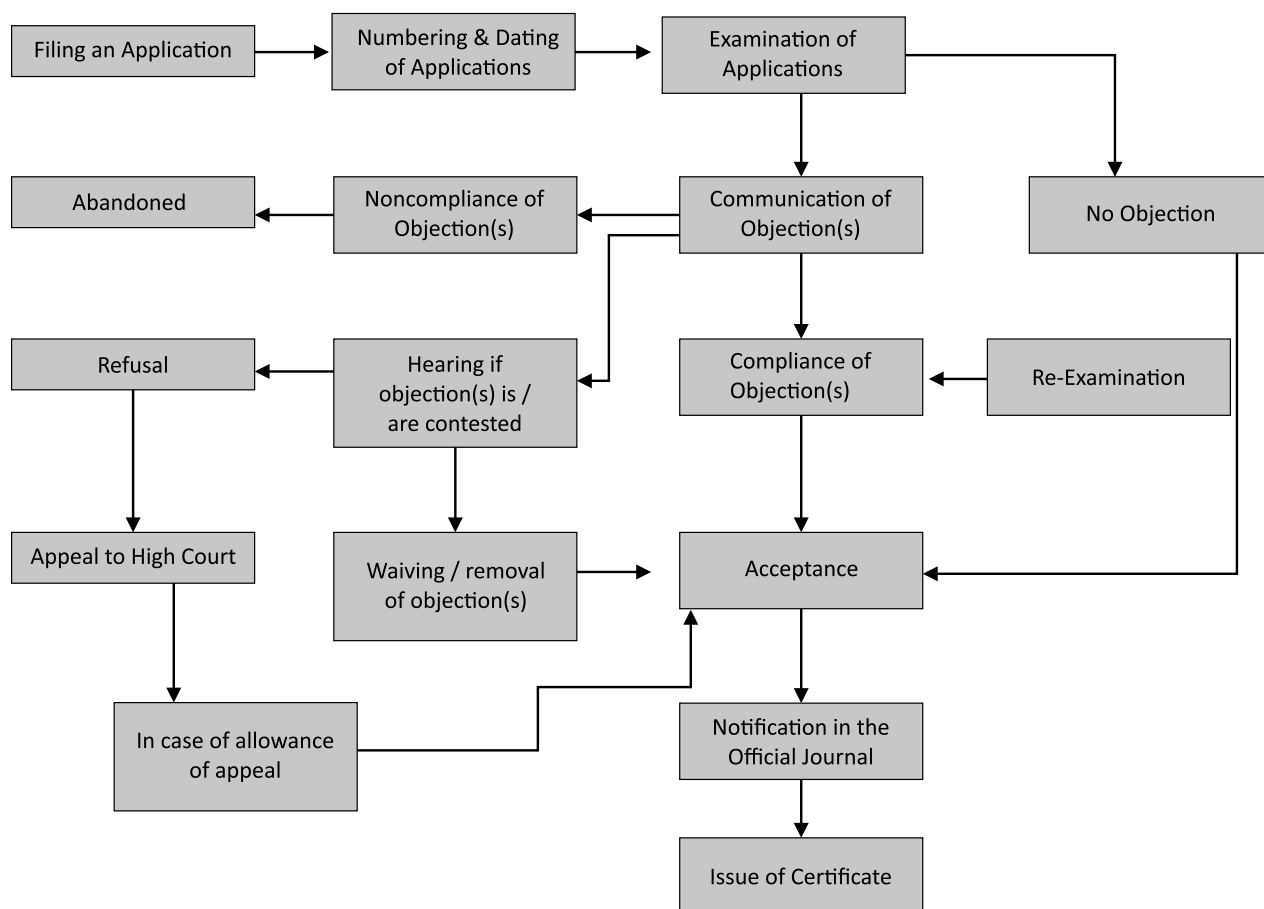 Filing an Application
Numbering & Dating
of Applications
Examination of
Applications
Abandoned
Noncompliance of
Objection(s)
Communication of
Objection(s)
No Objection
Refusal
Hearing if
objection(s) is /
are contested
Compliance of
Objection(s)
Re-Examination
Appeal to High Court
Waiving / removal
of objection(s)
Acceptance
In case of allowance
of appeal
Notification in the
Official Journal
Issue of Certificate